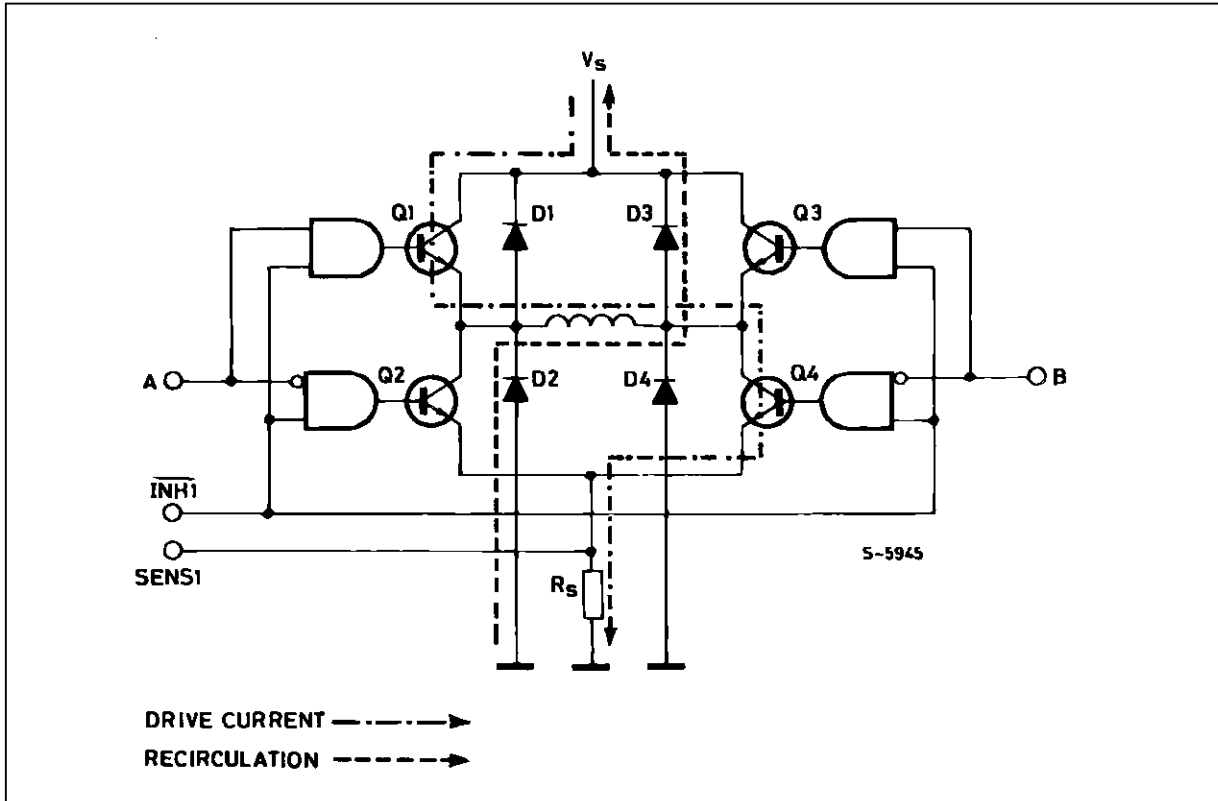 Vs
Q1
D1
D3
Q3
A
Q2
D2
D4
Q4
B
INH1
SENS1
Rs
S-5945
DRIVE CURRENT
RECIRCULATION